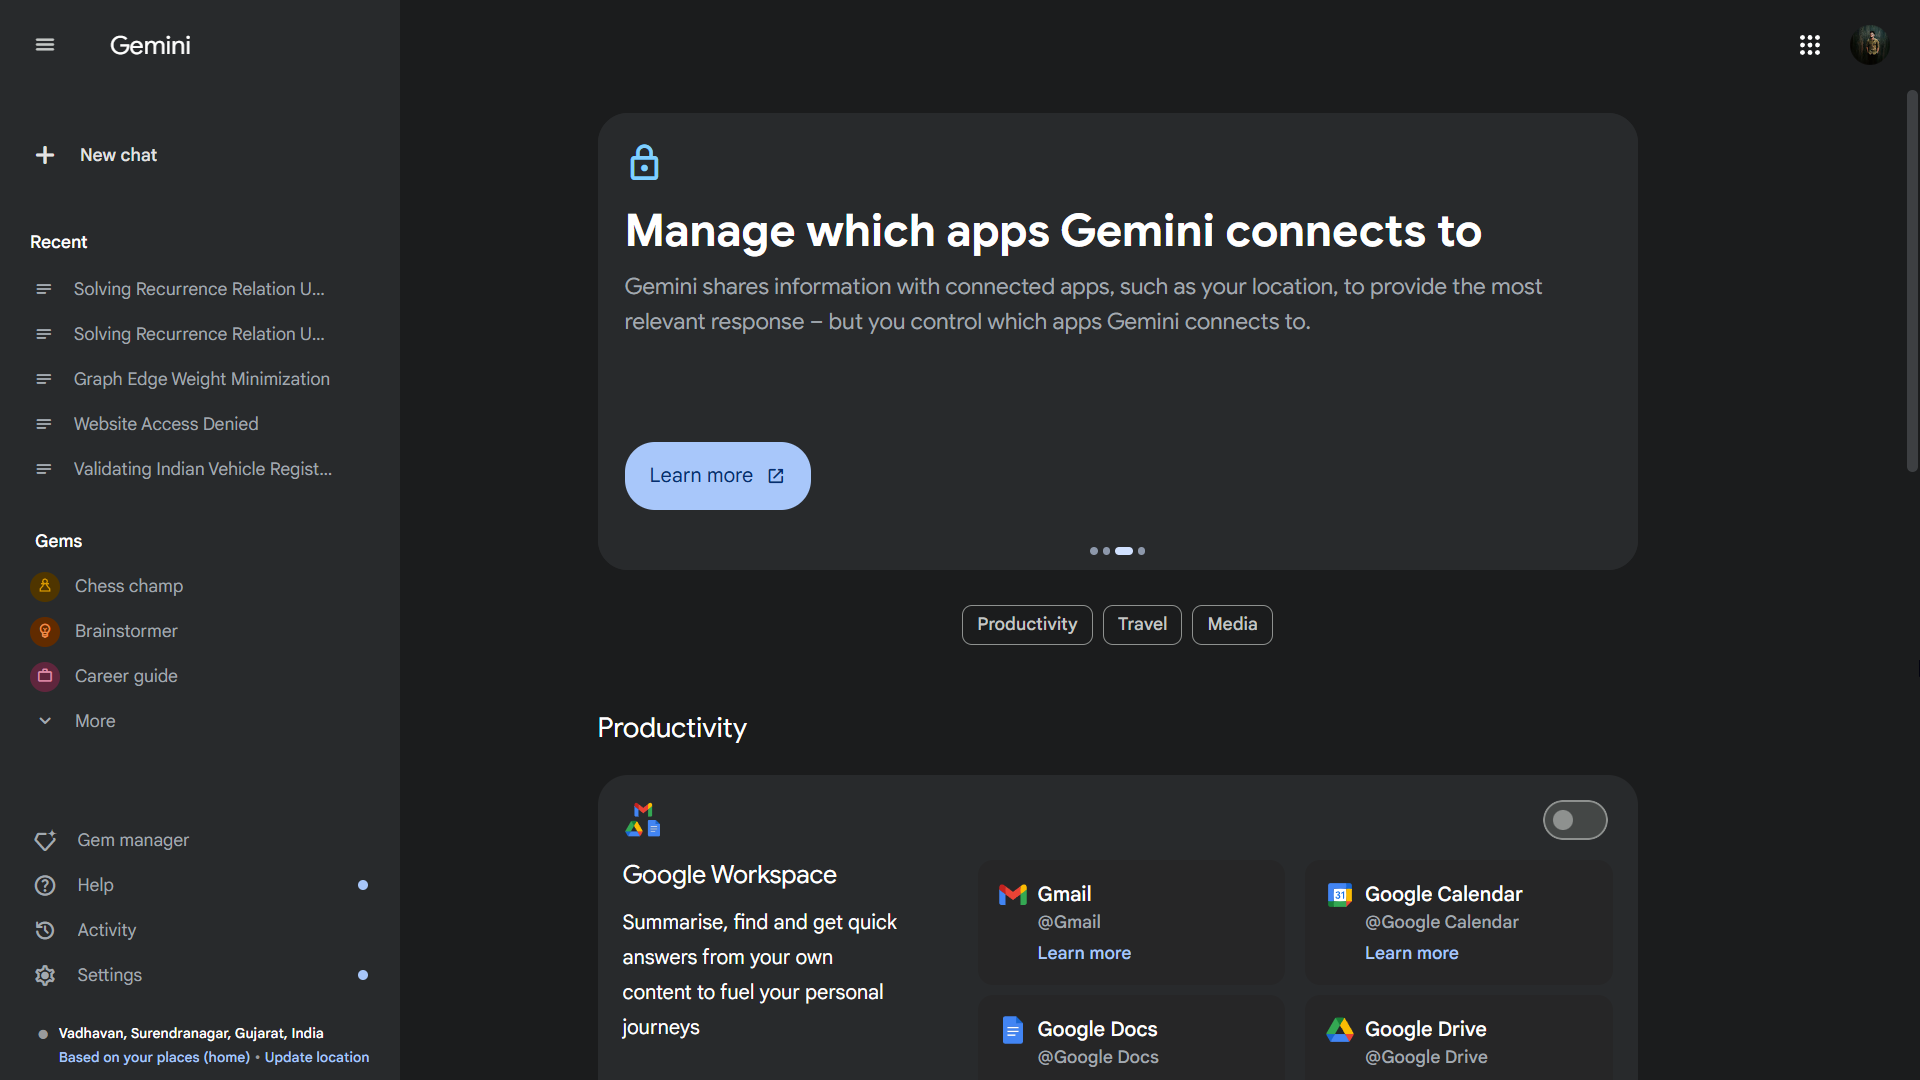 Gemini
New chat
Recent
Solving Recurrence Relation U...
Solving Recurrence Relation U...
Graph Edge Weight Minimization
Website Access Denied
Validating Indian Vehicle Regist...
Gems
Chess champ
Brainstormer
Career guide
More
Gem manager
Help
Activity
Settings
Vadhavan, Surendranagar, Gujarat, India
Based on your places (home) • Update location
Manage which apps Gemini connects to
Gemini shares information with connected apps, such as your location, to provide the most
relevant response – but you control which apps Gemini connects to.
Learn more
Productivity
Travel
Media
Productivity
Google Workspace
Summarise, find and get quick
answers from your own
content to fuel your personal
journeys
Gmail
@Gmail
Learn more
31
Google Calendar
@Google Calendar
Learn more
Google Docs
@Google Docs
Google Drive
@Google Drive